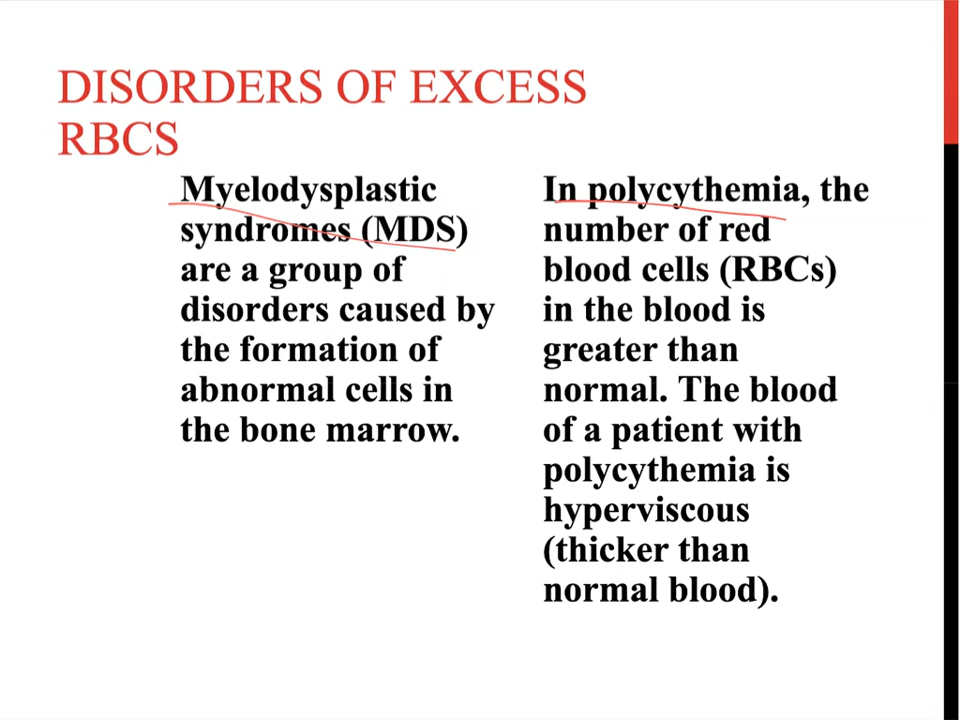 DISORDERS OF EXCESS
RBCS
Myelodysplastic
syndromes (MDS)
are a group of
disorders caused by
the formation of
abnormal cells in
the bone marrow.
In polycythemia, the
number of red
blood cells (RBCs)
in the blood is
greater than
normal. The blood
of a patient with
polycythemia is
hyperviscous
(thicker than
normal blood).